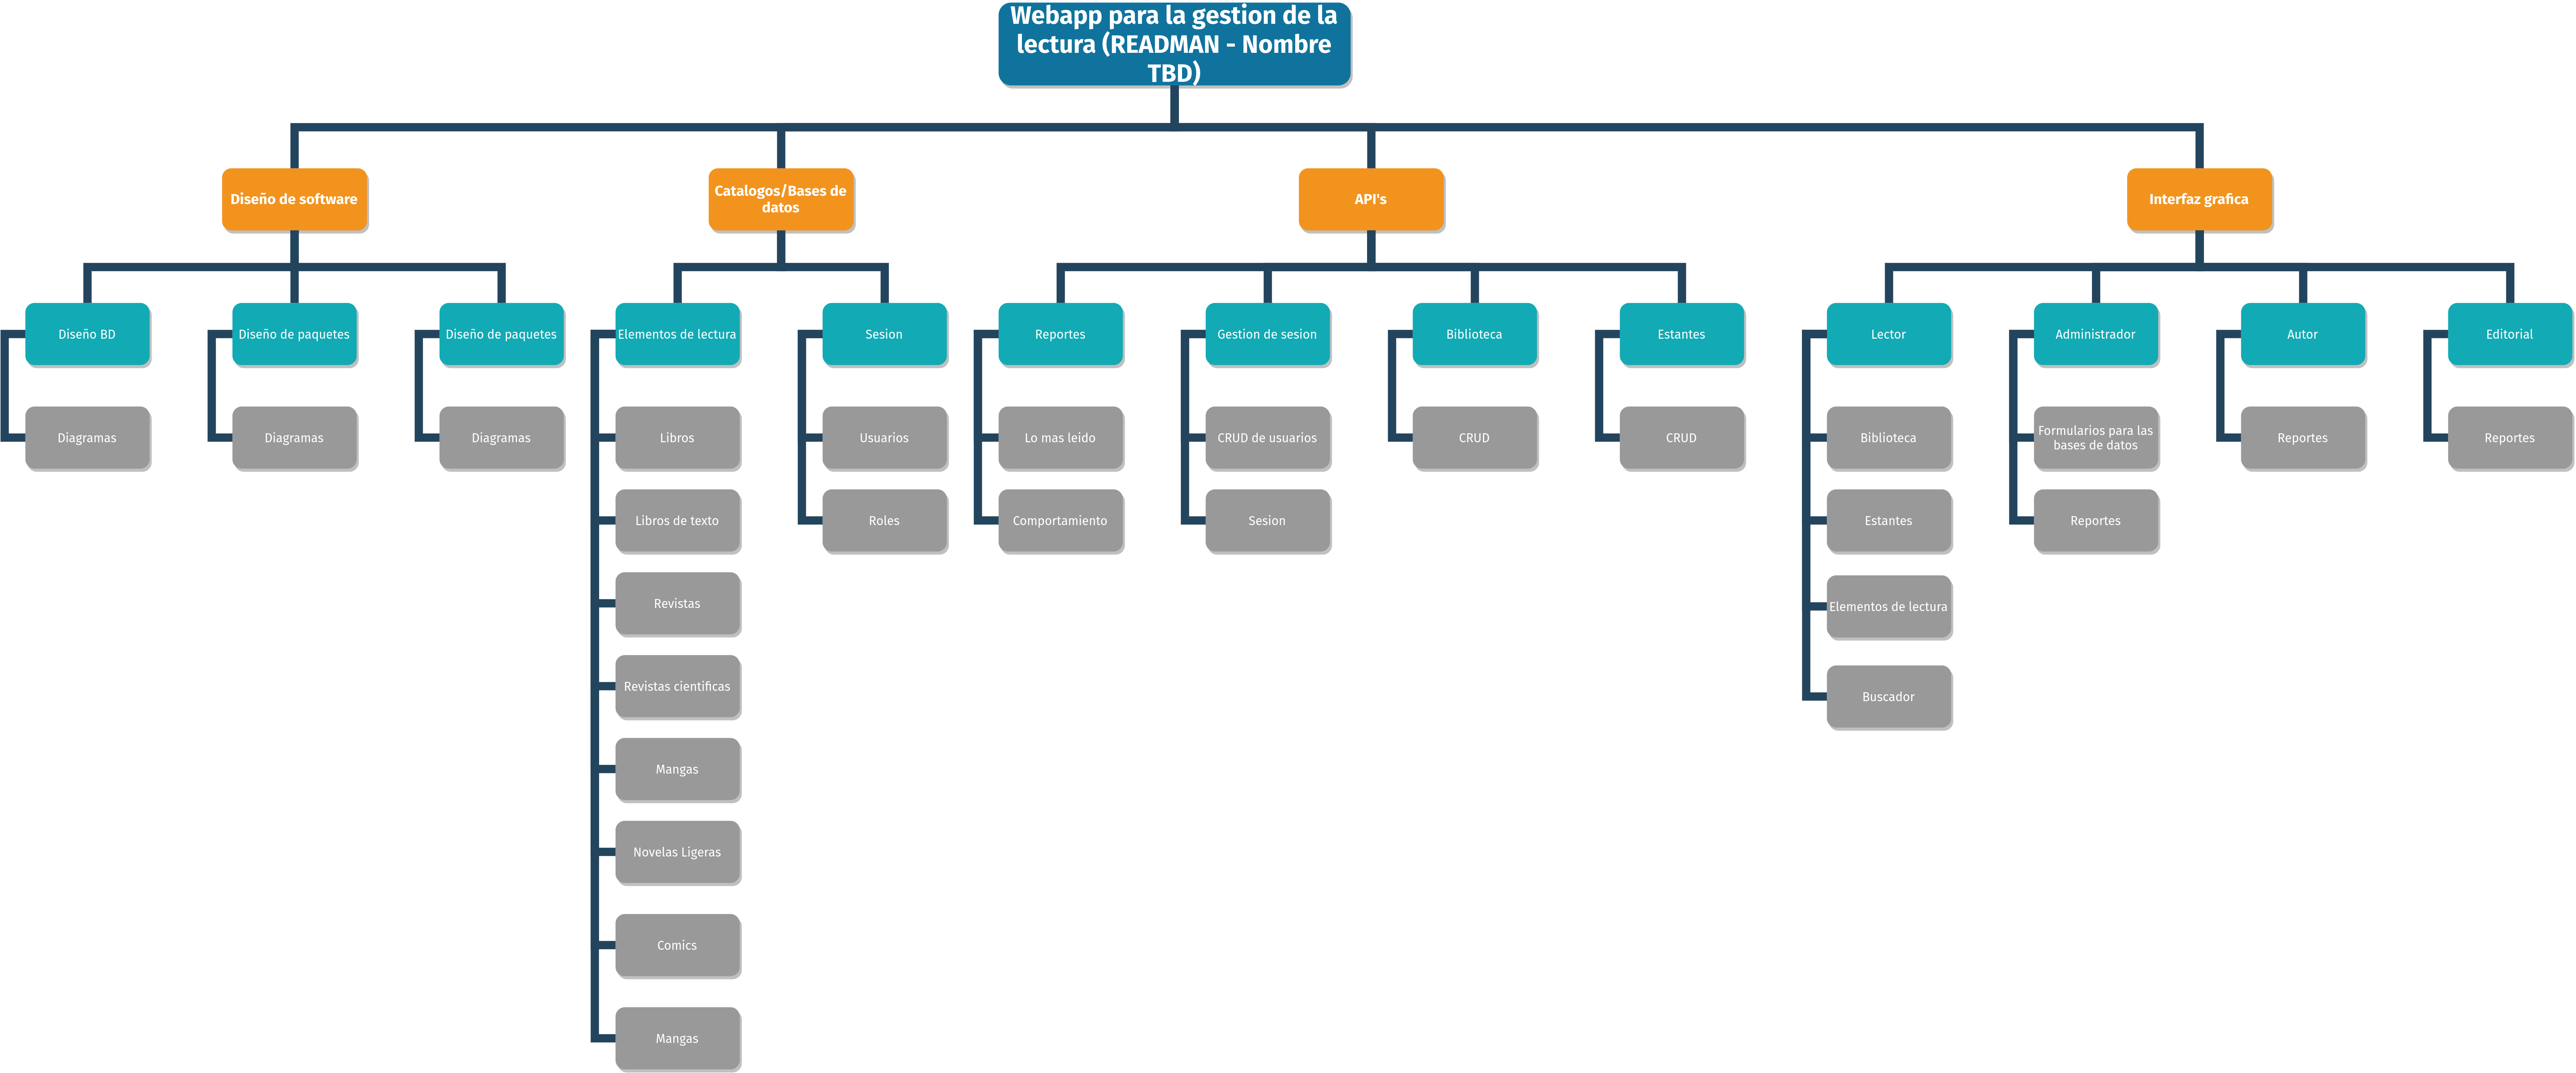 Webapp para la gestion de la
lectura (READMAN - Nombre
TBD)
Diseño de software
Catalogos/Bases de
datos
API's
Interfaz grafica
Diseño BD
Diseño de paquetes
Diseño de paquetes
Elementos de lectura
Sesion
Reportes
Gestion de sesion
Biblioteca
Estantes
Lector
Administrador
Autor
Editorial
Diagramas
Diagramas
Diagramas
Libros
Usuarios
Lo mas leido
CRUD de usuarios
CRUD
CRUD
Biblioteca
Formularios para las
bases de datos
Reportes
Reportes
Libros de texto
Roles
Comportamiento
Sesion
Estantes
Reportes
Revistas
Elementos de lectura
Revistas cientificas
Buscador
Mangas
Novelas Ligeras
Comics
Mangas